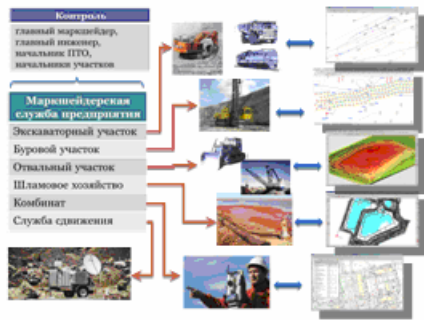 Контроль
главный маркшейдер,
главный инженер,
начальник ПТО,
начальники участков
Маркшейдерская
служба предприятия
Экскаваторный участок
Буровой участок
Отвальный участок
Шламовое хозяйство
Комбинат
Служба сдвижения